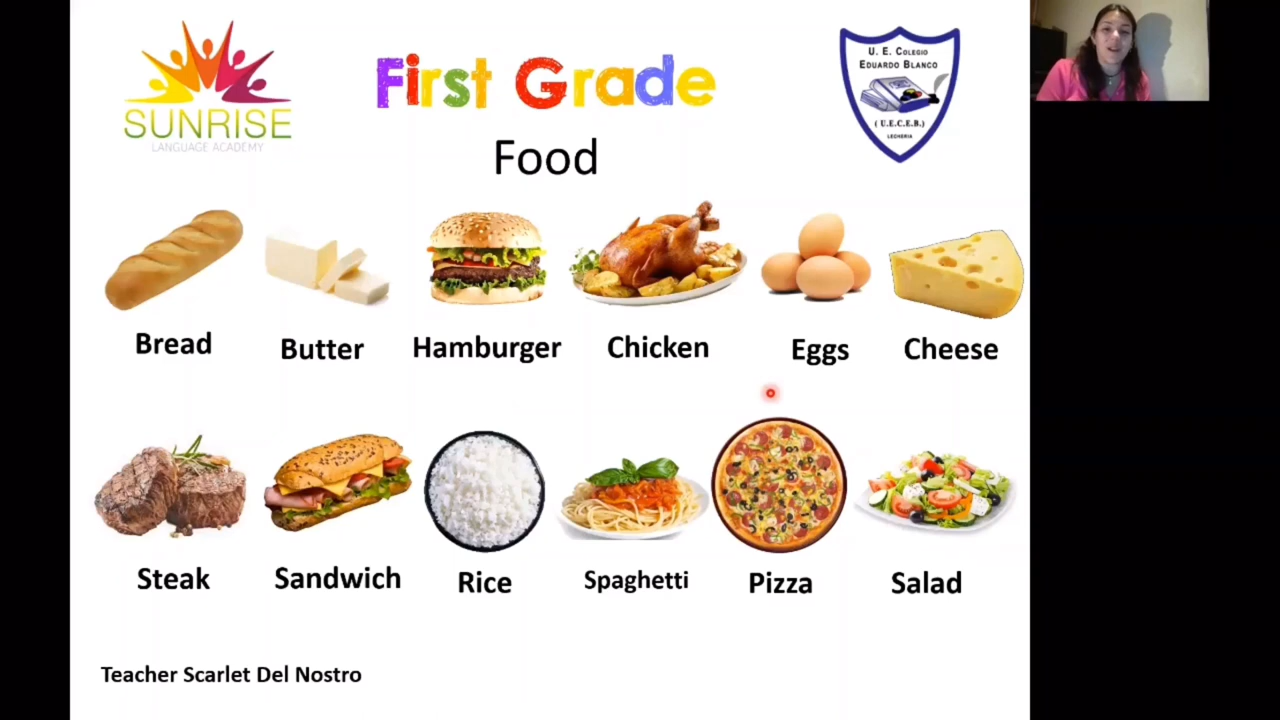 SUNRISE
LANGUAGE ACADEMY
First Grade
Food
U. E. COLEGIO
EDUARDO BLANCO
( U.E.C.E.B.)
LECHERIA
Bread
Butter
Hamburger
Chicken
Eggs
Cheese
Steak
Sandwich
Rice
Spaghetti
Pizza
Salad
Teacher Scarlet Del Nostro